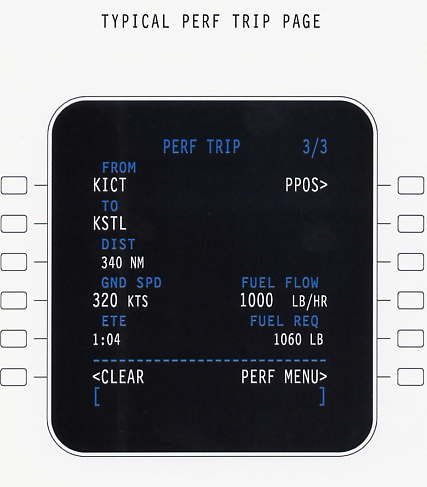 TYPICAL PERF TRIP PAGE
PERF TRIP 3/3
FROM
KICT PPOS>
TO
KSTL
DIST
340 NM
GND SPD FUEL FLOW
320 KTS 1000 LB/HR
ETE FUEL REQ
1:04 1060 LB
------------------------
<CLEAR PERF MENU>
[ ]